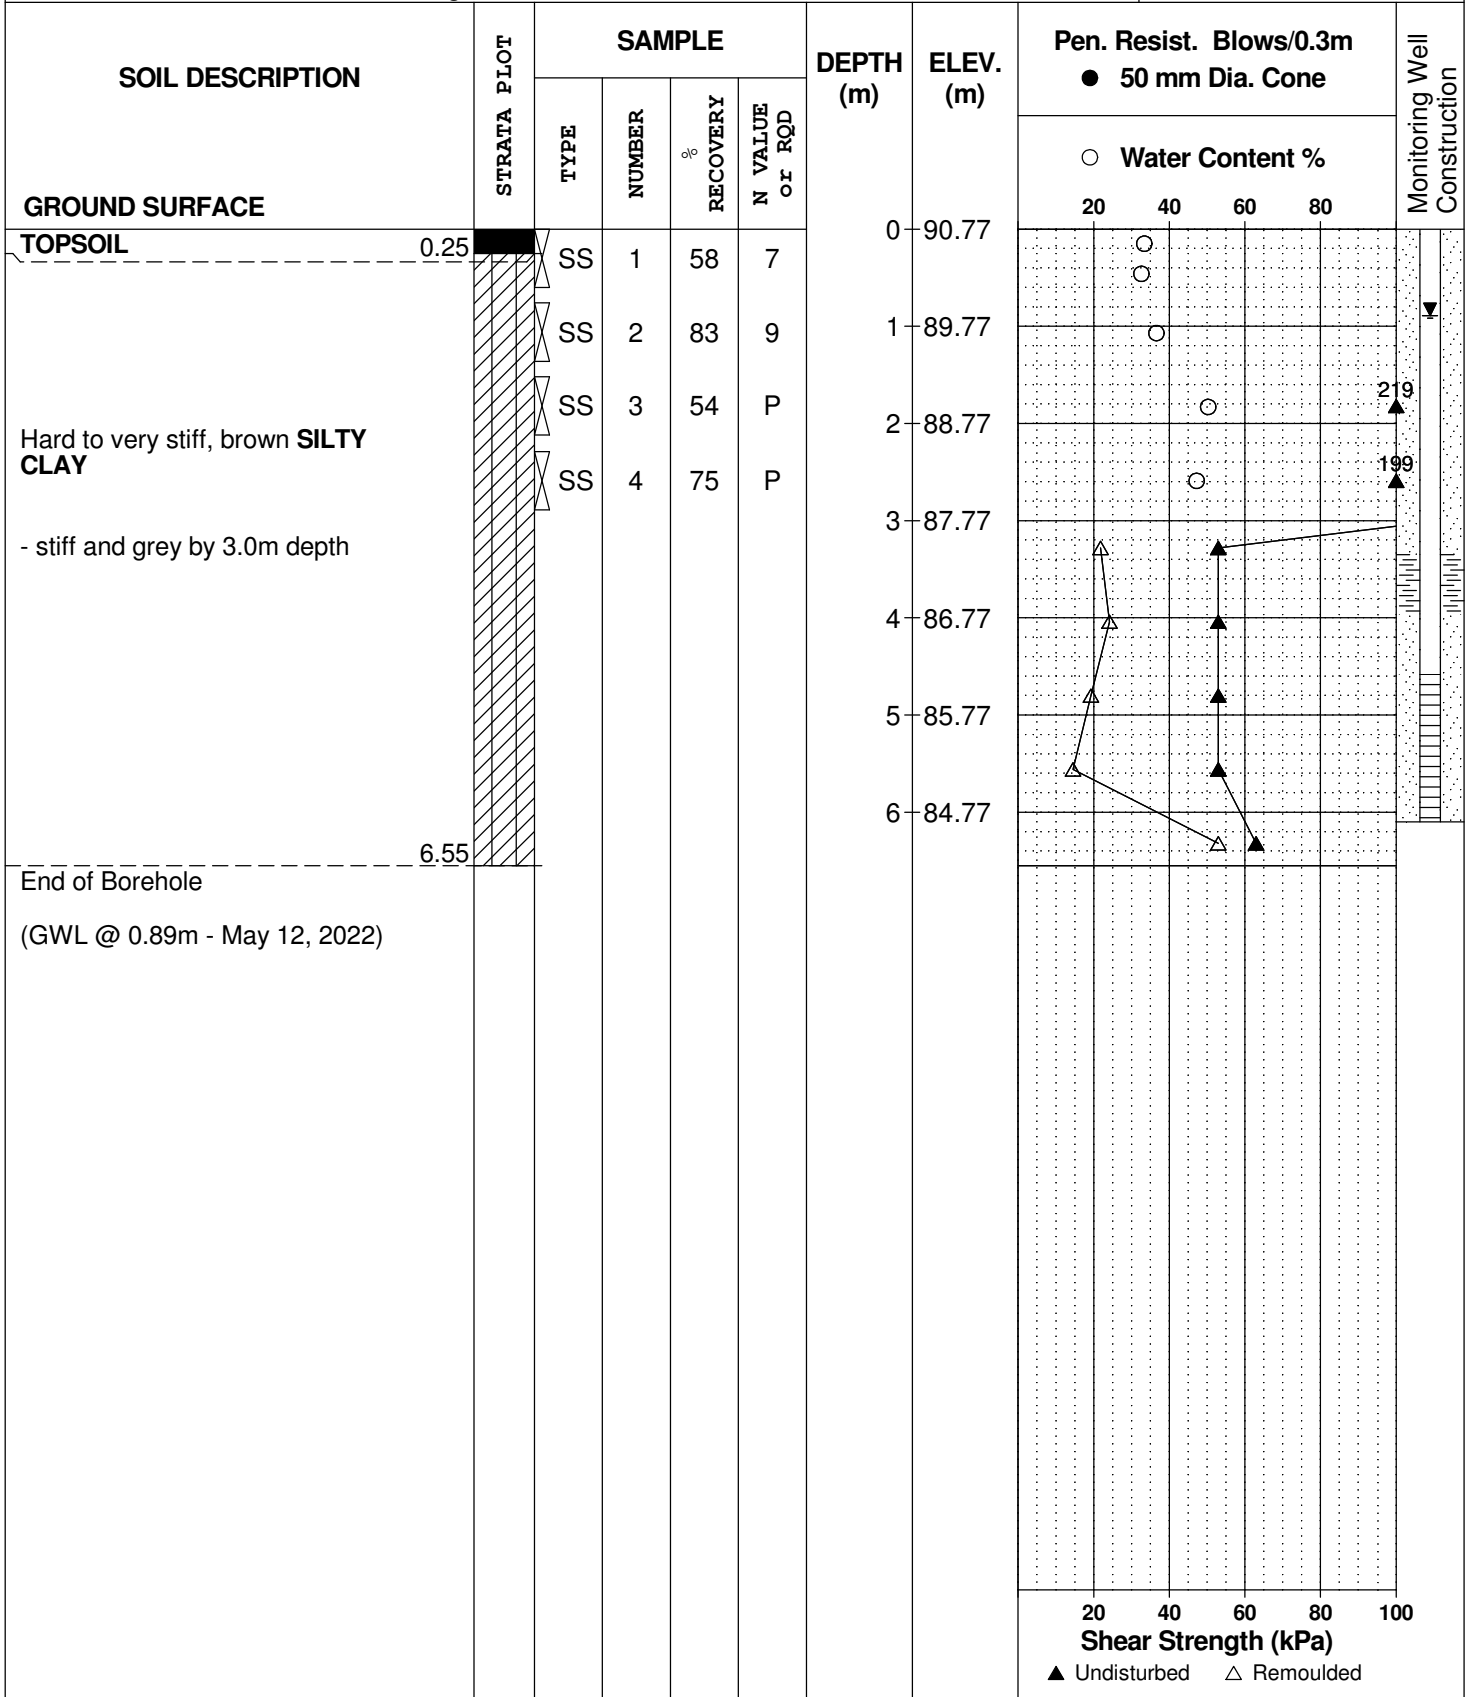 SOIL DESCRIPTION
GROUND SURFACE
STRATA PLOT
SAMPLE
TYPE
NUMBER
%
RECOVERY
N VALUE
or RQD
DEPTH
(m)
ELEV.
(m)
Pen. Resist. Blows/0.3m
● 50 mm Dia. Cone
○ Water Content %
20 40 60 80
Monitoring Well
Construction
TOPSOIL 0.25
SS 1 58 7
SS 2 83 9
SS 3 54 P
SS 4 75 P
Hard to very stiff, brown SILTY
CLAY
- stiff and grey by 3.0m depth
6.55
End of Borehole
(GWL @ 0.89m - May 12, 2022)
0 90.77
1 89.77
2 88.77
3 87.77
4 86.77
5 85.77
6 84.77
219
199
20 40 60 80 100
Shear Strength (kPa)
▲ Undisturbed △ Remoulded